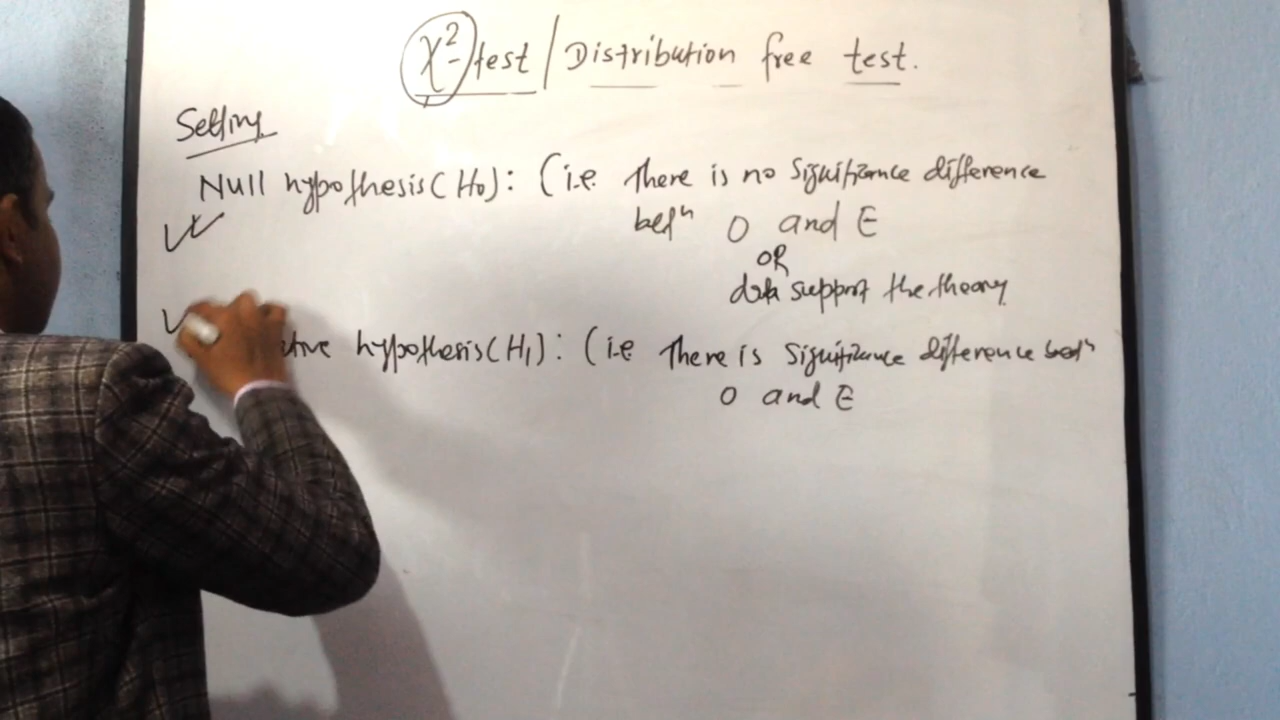 χ²-test / Distribution free test.
Setting
Null hypothesis (H₀): (i.e. There is no significance difference
betⁿ O and E
OR
data support the theory
ative hypothesis (H₁): (i.e There is significance difference betⁿ
O and E